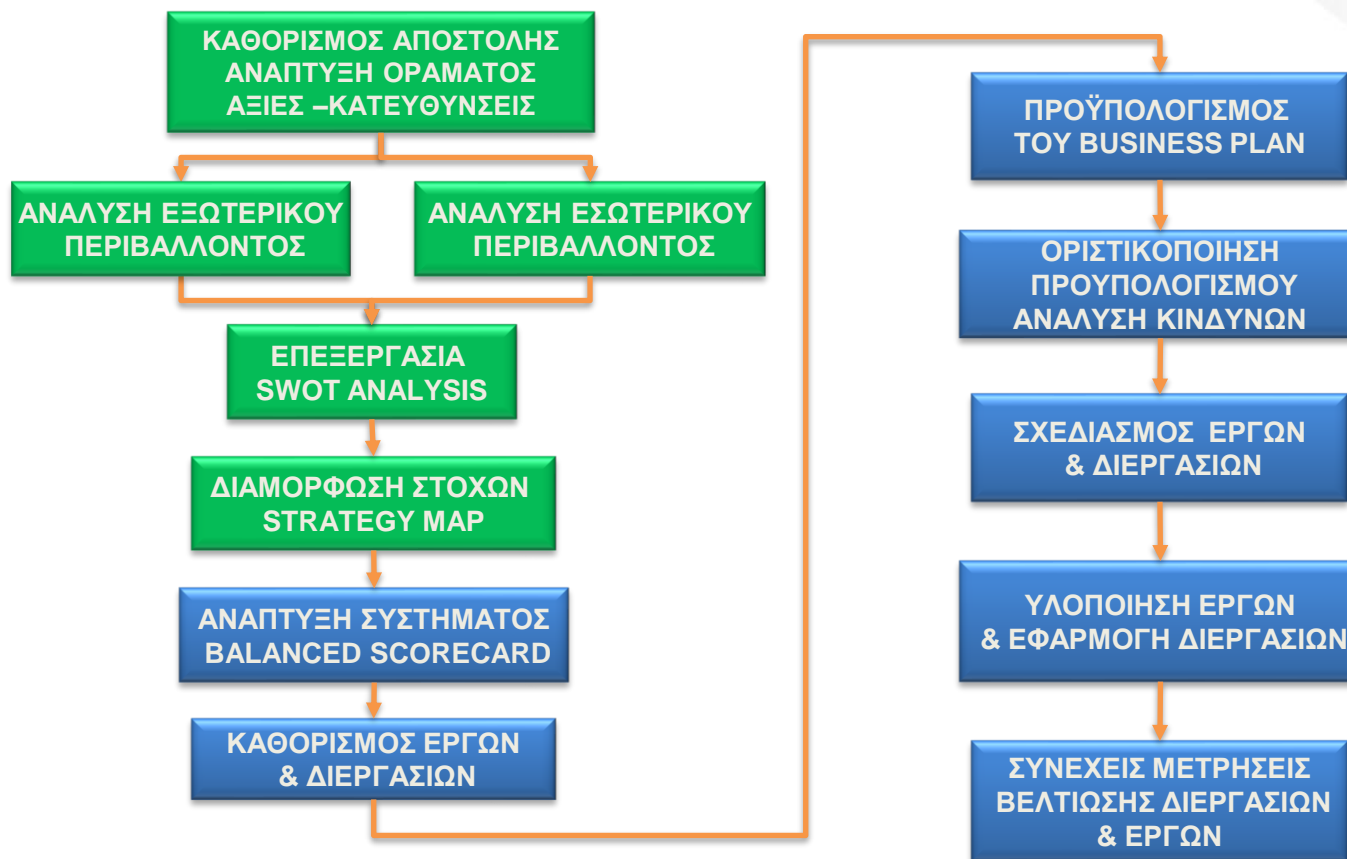 ΚΑΘΟΡΙΣΜΟΣ ΑΠΟΣΤΟΛΗΣ
ΑΝΑΠΤΥΞΗ ΟΡΑΜΑΤΟΣ
ΑΞΙΕΣ –ΚΑΤΕΥΘΥΝΣΕΙΣ
ΑΝΑΛΥΣΗ ΕΞΩΤΕΡΙΚΟΥ
ΠΕΡΙΒΑΛΛΟΝΤΟΣ
ΑΝΑΛΥΣΗ ΕΣΩΤΕΡΙΚΟΥ
ΠΕΡΙΒΑΛΛΟΝΤΟΣ
ΕΠΕΞΕΡΓΑΣΙΑ
SWOT ANALYSIS
ΔΙΑΜΟΡΦΩΣΗ ΣΤΟΧΩΝ
STRATEGY MAP
ΑΝΑΠΤΥΞΗ ΣΥΣΤΗΜΑΤΟΣ
BALANCED SCORECARD
ΚΑΘΟΡΙΣΜΟΣ ΕΡΓΩΝ
& ΔΙΕΡΓΑΣΙΩΝ
ΠΡΟΫΠΟΛΟΓΙΣΜΟΣ
ΤΟΥ BUSINESS PLAN
ΟΡΙΣΤΙΚΟΠΟΙΗΣΗ
ΠΡΟΥΠΟΛΟΓΙΣΜΟΥ
ΑΝΑΛΥΣΗ ΚΙΝΔΥΝΩΝ
ΣΧΕΔΙΑΣΜΟΣ ΕΡΓΩΝ
& ΔΙΕΡΓΑΣΙΩΝ
ΥΛΟΠΟΙΗΣΗ ΕΡΓΩΝ
& ΕΦΑΡΜΟΓΗ ΔΙΕΡΓΑΣΙΩΝ
ΣΥΝΕΧΕΙΣ ΜΕΤΡΗΣΕΙΣ
ΒΕΛΤΙΩΣΗΣ ΔΙΕΡΓΑΣΙΩΝ
& ΕΡΓΩΝ